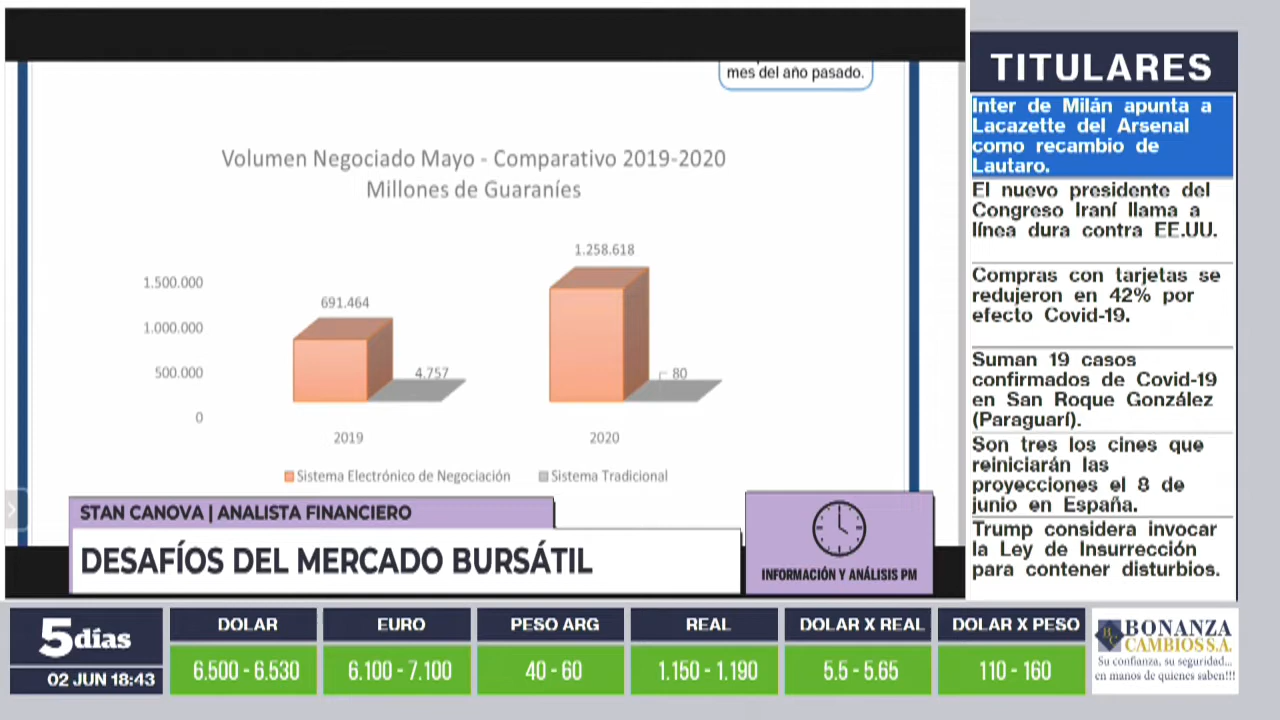 mes del año pasado.
Volumen Negociado Mayo - Comparativo 2019-2020
Millones de Guaraníes
1.500.000
1.000.000
500.000
0
691.464
4.757
1.258.618
80
2019
2020
Sistema Electrónico de Negociación
Sistema Tradicional
STAN CANOVA | ANALISTA FINANCIERO
DESAFÍOS DEL MERCADO BURSÁTIL
INFORMACIÓN Y ANÁLISIS PM
TITULARES
Inter de Milán apunta a
Lacazette del Arsenal
como recambio de
Lautaro.
El nuevo presidente del
Congreso Iraní llama a
línea dura contra EE.UU.
Compras con tarjetas se
redujeron en 42% por
efecto Covid-19.
Suman 19 casos
confirmados de Covid-19
en San Roque González
(Paraguarí).
Son tres los cines que
reiniciarán las
proyecciones el 8 de
junio en España.
Trump considera invocar
la Ley de Insurrección
para contener disturbios.
5días
02 JUN 18:43
DOLAR
6.500 - 6.530
EURO
6.100 - 7.100
PESO ARG
40 - 60
REAL
1.150 - 1.190
DOLAR X REAL
5.5 - 5.65
DOLAR X PESO
110 - 160
BONANZA
CAMBIOS S.A.
Su confianza, su seguridad...
en manos de quienes saben!!!